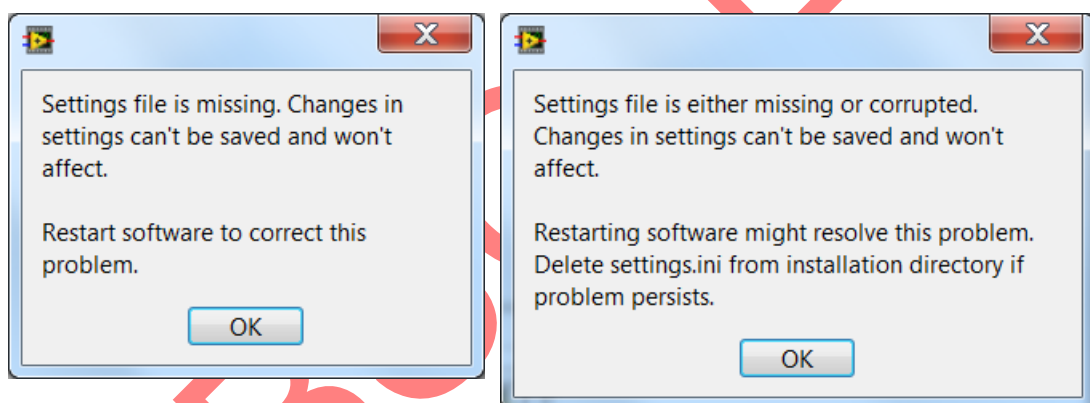 Settings file is missing. Changes in
settings can't be saved and won't
affect.
Restart software to correct this
problem.
OK
Settings file is either missing or corrupted.
Changes in settings can't be saved and won't
affect.
Restarting software might resolve this problem.
Delete settings.ini from installation directory if
problem persists.
OK